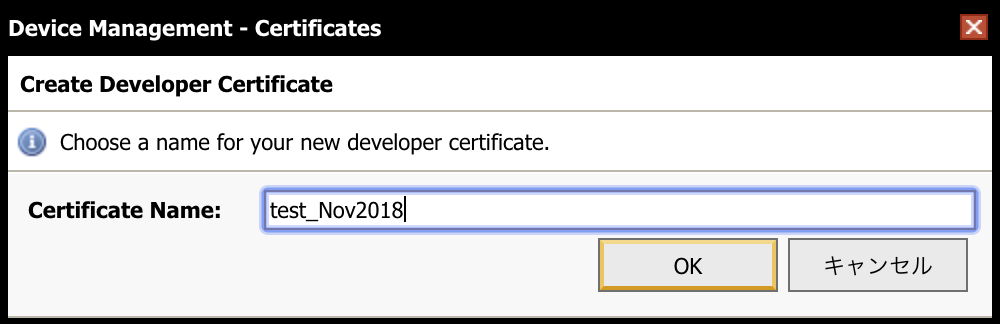 Device Management - Certificates
Create Developer Certificate
Choose a name for your new developer certificate.
Certificate Name: test_Nov2018
OK キャンセル